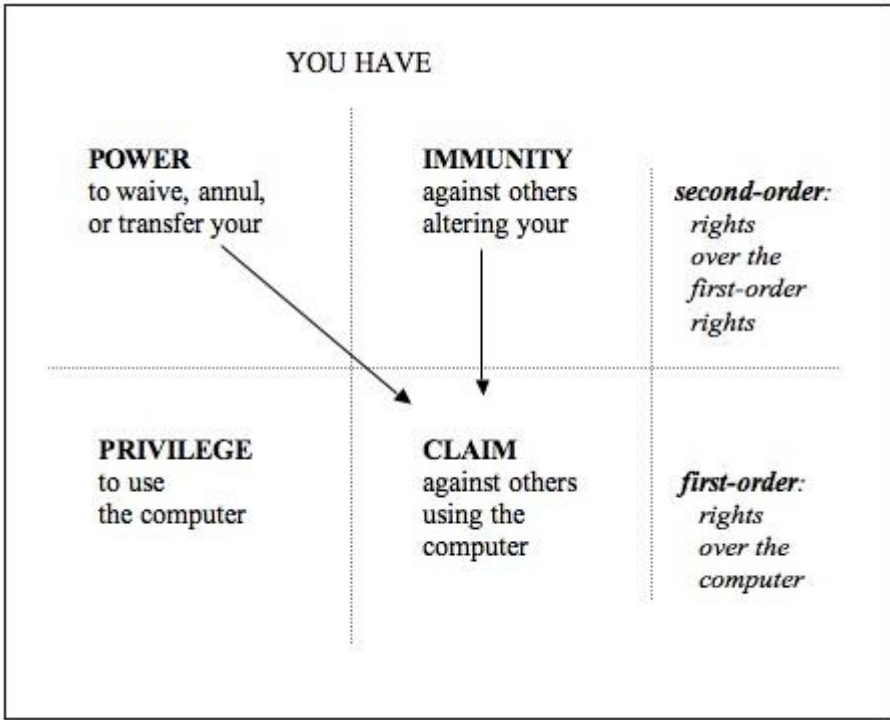 YOU HAVE
POWER
to waive, annul,
or transfer your
IMMUNITY
against others
altering your
second-order:
rights
over the
first-order
rights
PRIVILEGE
to use
the computer
CLAIM
against others
using the
computer
first-order:
rights
over the
computer